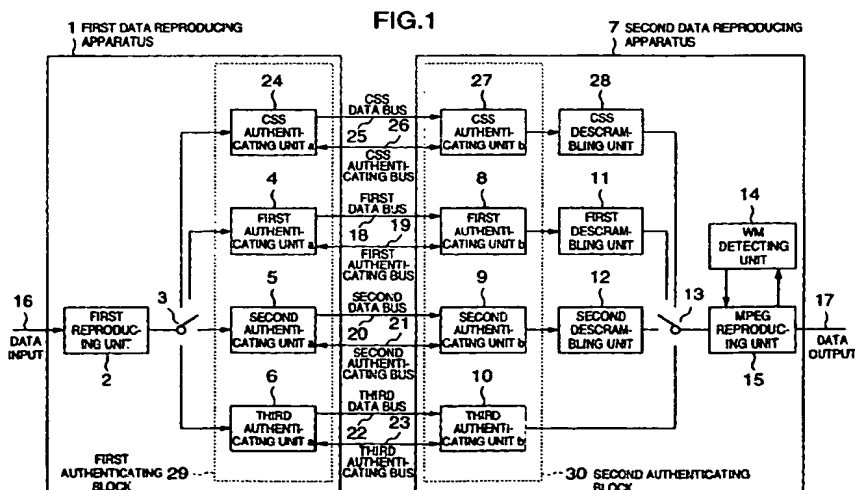 FIG.1
1 FIRST DATA REPRODUCING
APPARATUS
7 SECOND DATA REPRODUCING
APPARATUS
24
CSS
AUTHENTI-
CATING UNIT a
CSS
DATA BUS
25
26
CSS
AUTHENTI-
CATING BUS
27
CSS
AUTHENTI-
CATING UNIT b
28
CSS
DESCRAM-
BLING UNIT
4
FIRST
AUTHENTI-
CATING UNIT a
FIRST
DATA BUS
18
19
FIRST
AUTHENTI-
CATING BUS
8
FIRST
AUTHENTI-
CATING UNIT b
11
FIRST
DESCRAM-
BLING UNIT
14
WM
DETECTING
UNIT
16
DATA
INPUT
FIRST
REPRODUC-
ING UNIT
2
3
5
SECOND
AUTHENTI-
CATING UNIT a
SECOND
DATA BUS
20
21
SECOND
AUTHENTI-
CATING BUS
9
SECOND
AUTHENTI-
CATING UNIT b
12
SECOND
DESCRAM-
BLING UNIT
13
MPEG
REPRODUC-
ING UNIT
15
17
DATA
OUTPUT
6
THIRD
AUTHENTI-
CATING UNIT a
THIRD
DATA BUS
22
23
THIRD
AUTHENTI-
CATING BUS
10
THIRD
AUTHENTI-
CATING UNIT b
FIRST
AUTHENTICATING 29
BLOCK
30 SECOND AUTHENTICATING
BLOCK